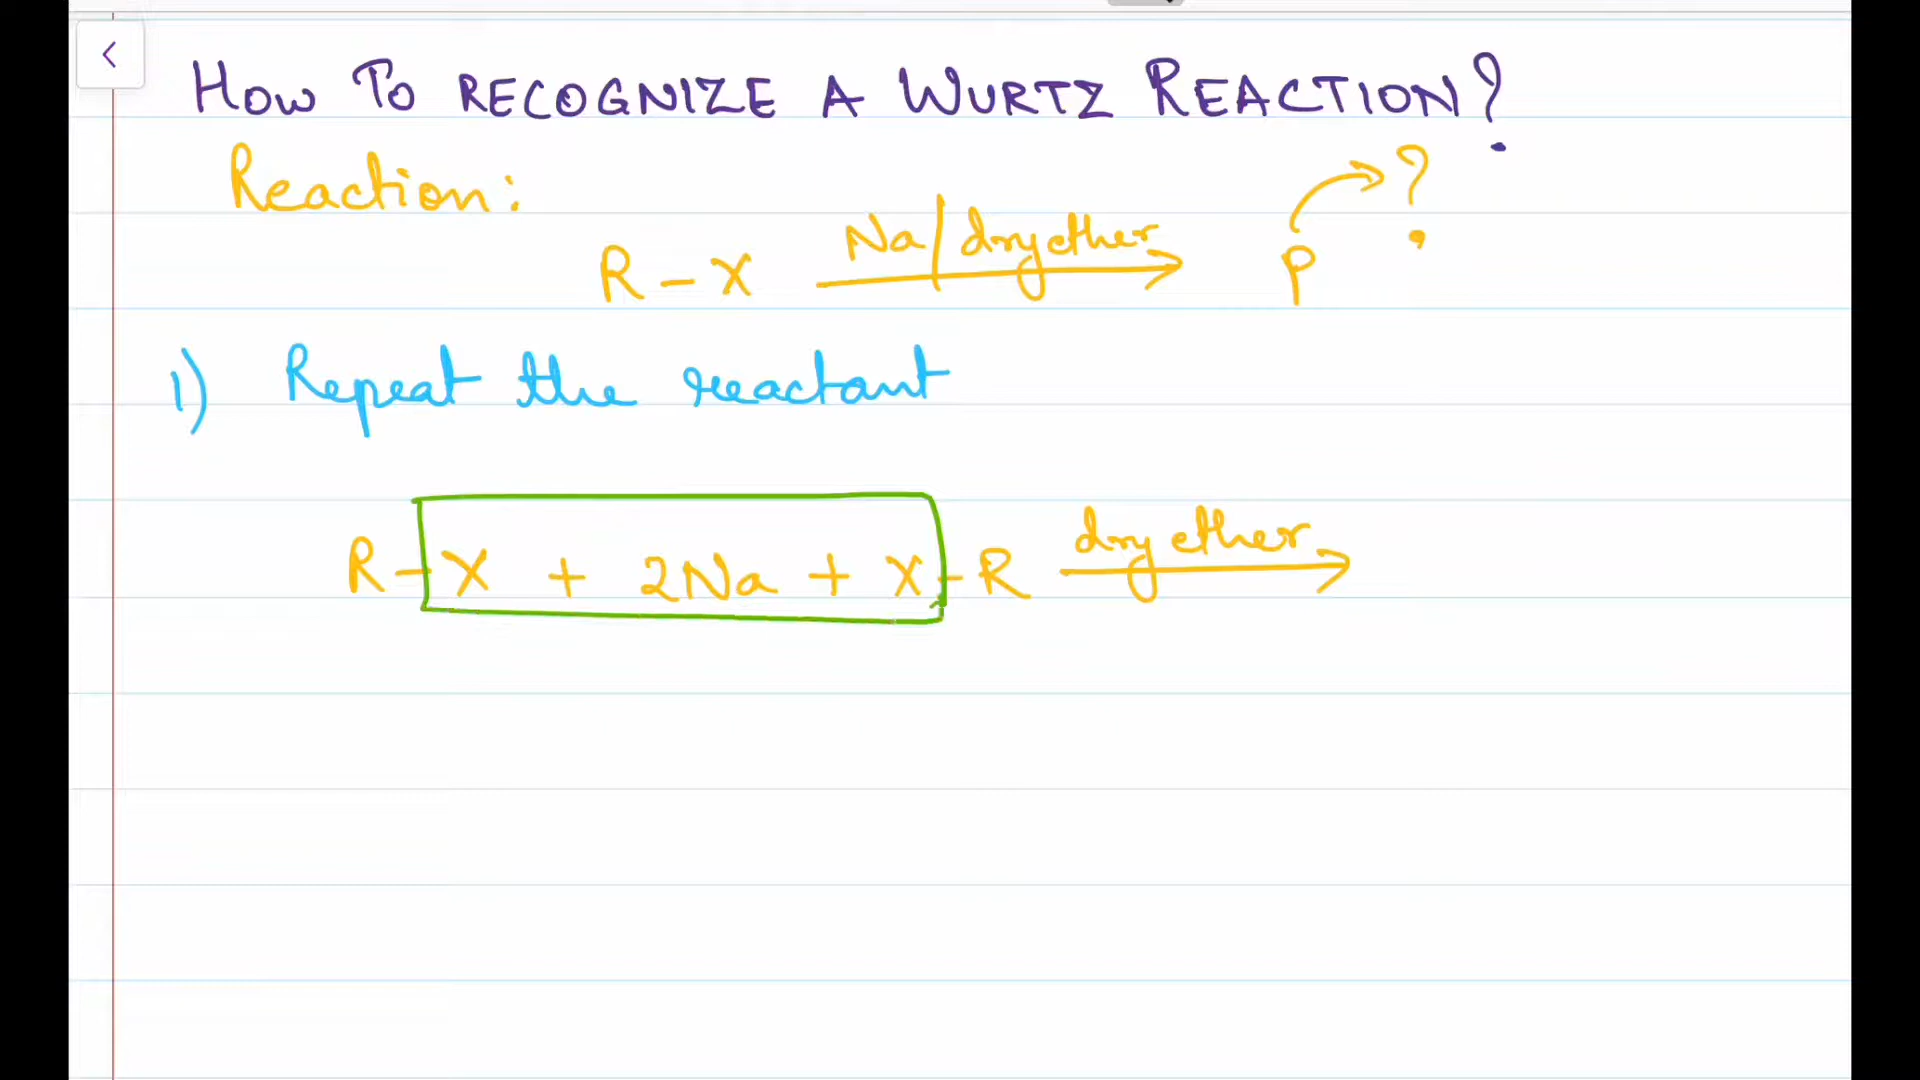 HOW TO RECOGNIZE A WURTZ REACTION?
Reaction:
R - X Na/dry ether → P ?
1) Repeat the reactant
R - X + 2Na + X - R dry ether →